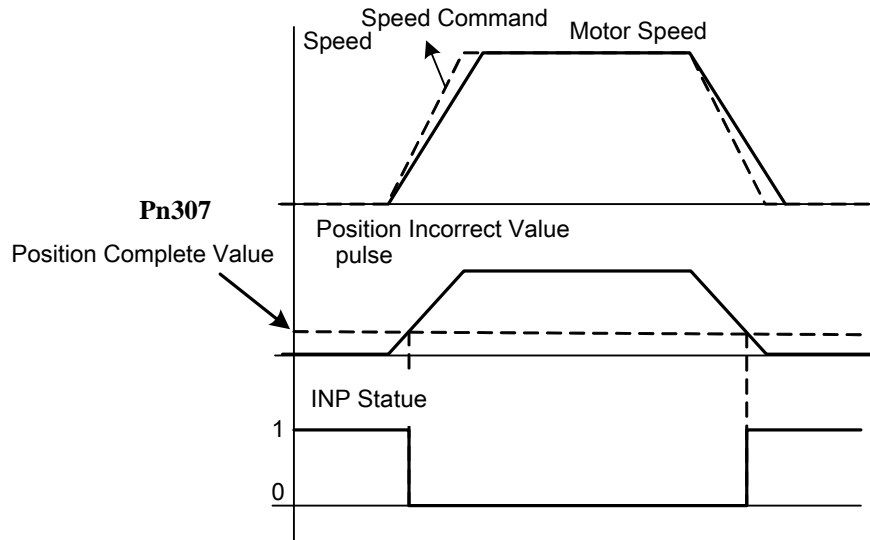 Speed Command
Speed
Motor Speed
Pn307
Position Complete Value
Position Incorrect Value
pulse
INP Statue
1
0